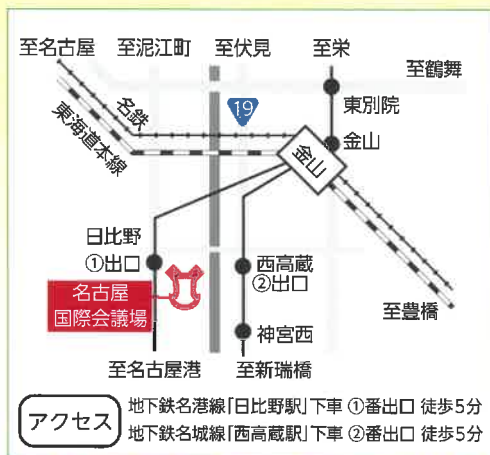 至名古屋 至泥江町 至伏見 至栄
至鶴舞
名鉄
19
東別院
東海道本線
金山
金山
日比野
①出口
西高蔵
②出口
名古屋
国際会議場
神宮西
至豊橋
至名古屋港 至新瑞橋
アクセス
地下鉄名港線「日比野駅」下車 ①番出口 徒歩5分
地下鉄名城線「西高蔵駅」下車 ②番出口 徒歩5分